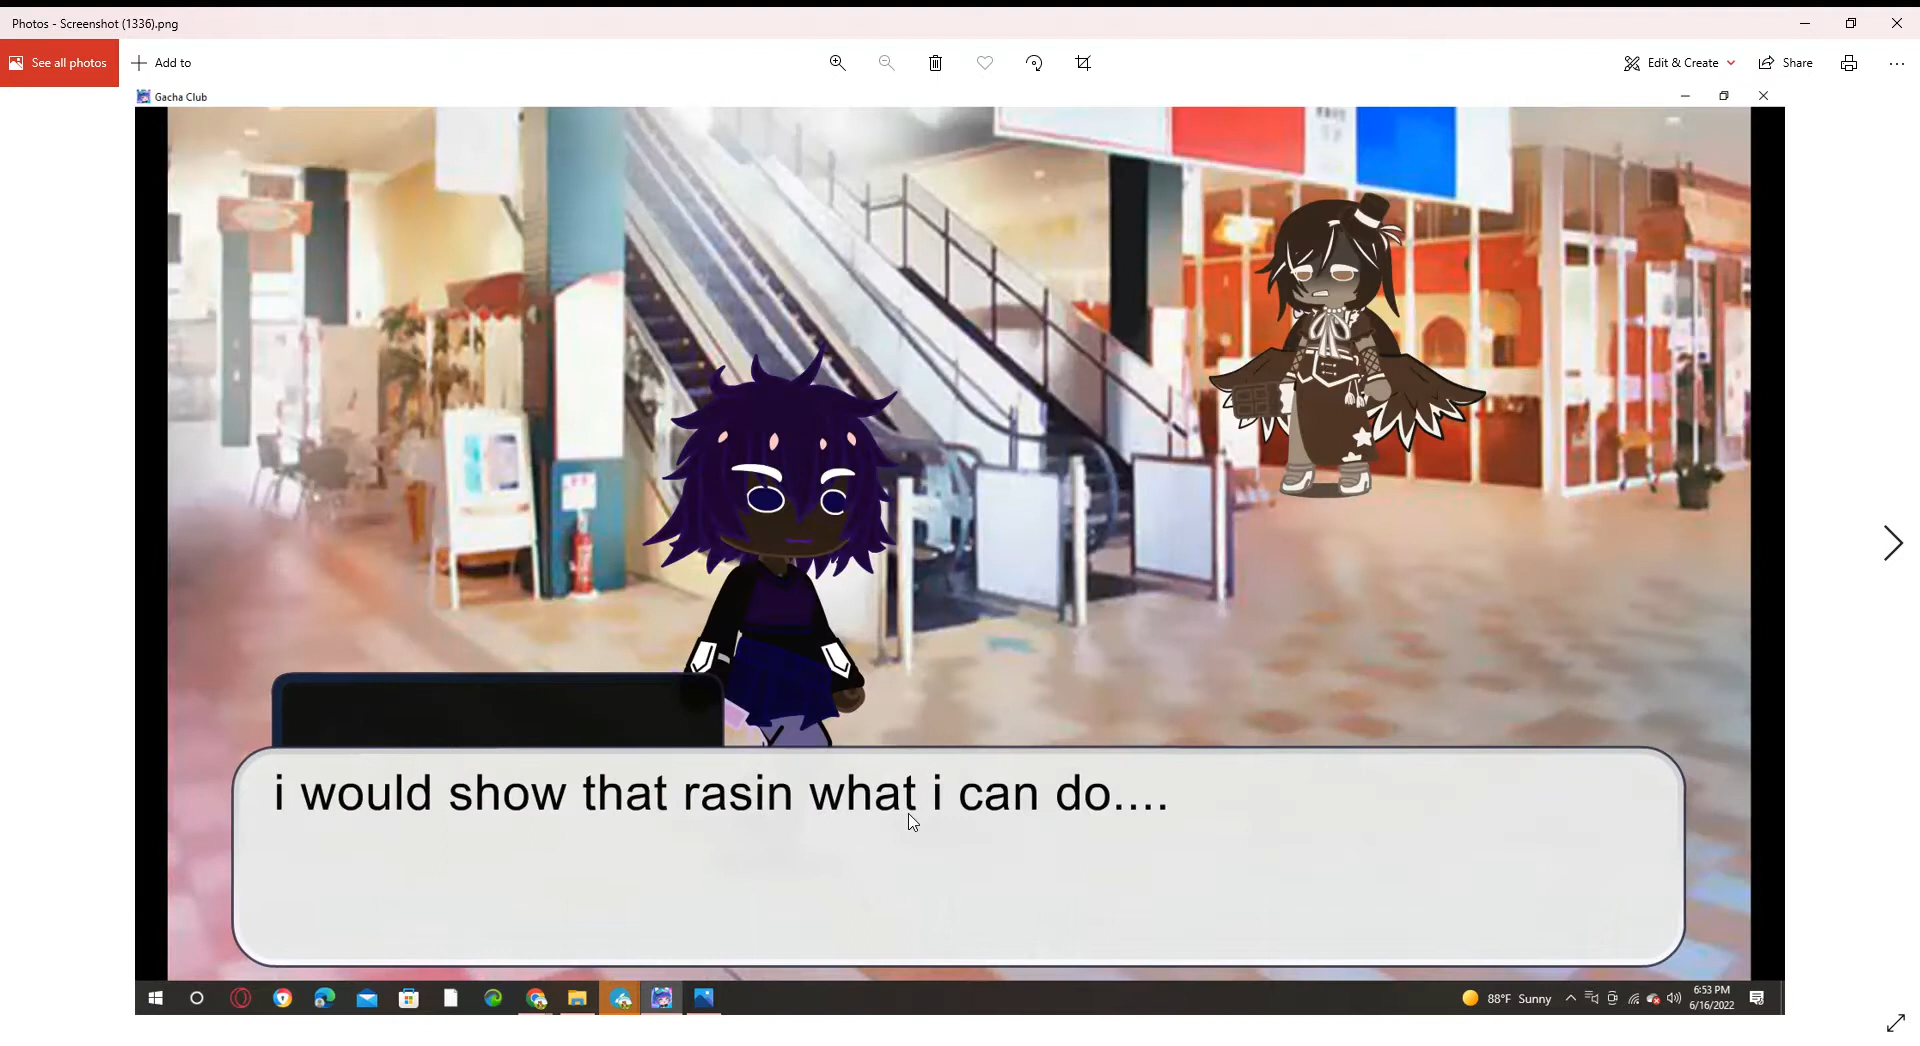 Photos - Screenshot (1336).png
See all photos
Add to
Edit & Create
Share
Gacha Club
i would show that rasin what i can do....
88°F Sunny
6:53 PM
6/16/2022